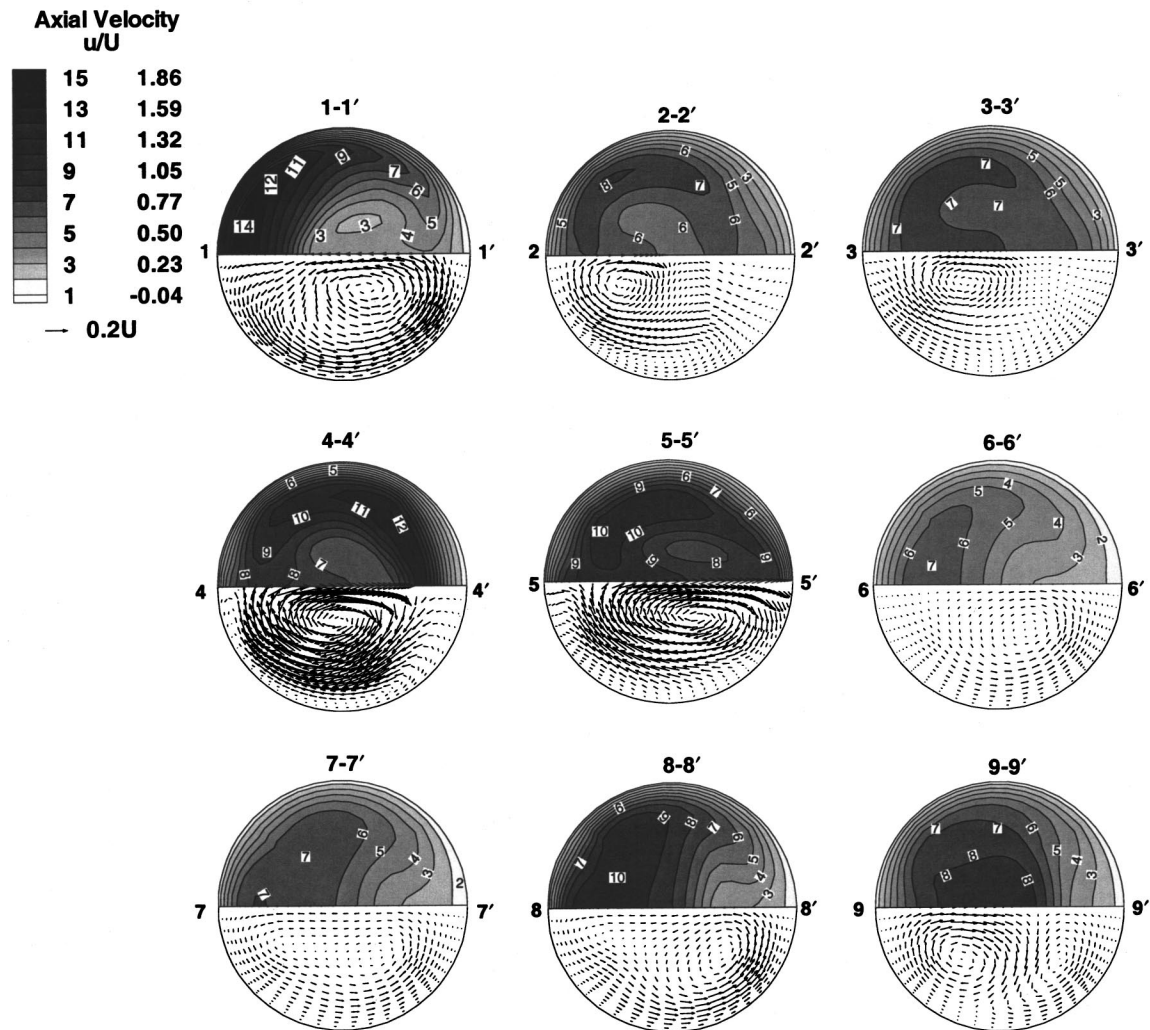 Axial Velocity
u/U
15 1.86
13 1.59
11 1.32
9 1.05
7 0.77
5 0.50
3 0.23
1 -0.04
→ 0.2U
1-1′
2-2′
3-3′
14 12 11 9 7 6 5 4 3 3
5 8 6 7 5 3 6 6 6
7 7 7 7 5 6 5 3
1 1′
2 2′
3 3′
4-4′
5-5′
6-6′
6 5 10 11 12 9 8 8 7
9 6 7 6 10 10 9 9 8 9
6 7 6 5 5 4 4 3 2
4 4′
5 5′
6 6′
7-7′
8-8′
9-9′
7 7 6 5 4 3 2
7 6 10 9 8 7 6 5 4 3
7 7 6 8 8 8 5 4 3
7 7′
8 8′
9 9′